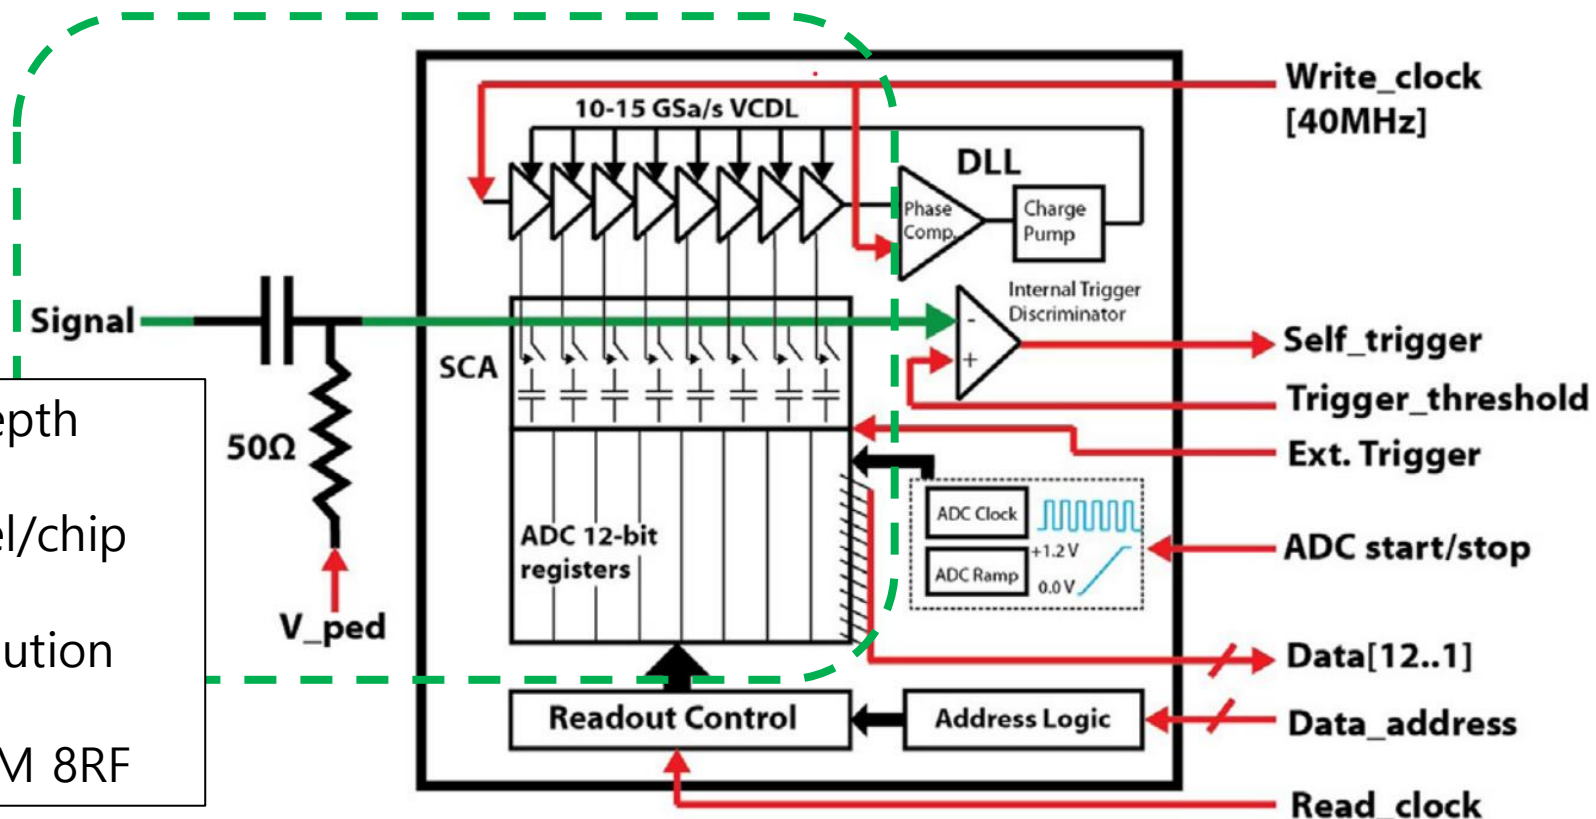 Write_clock
[40MHz]
10-15 GSa/s VCDL
DLL
Phase
Comp.
Charge
Pump
Signal
Internal Trigger
Discriminator
-
+
Self_trigger
SCA
Trigger_threshold
50Ω
Ext. Trigger
ADC Clock
ADC 12-bit
registers
+1.2 V
ADC Ramp
0.0 V
ADC start/stop
V_ped
Data[12..1]
Readout Control
Address Logic
Data_address
Read_clock
epth
el/chip
ution
M 8RF